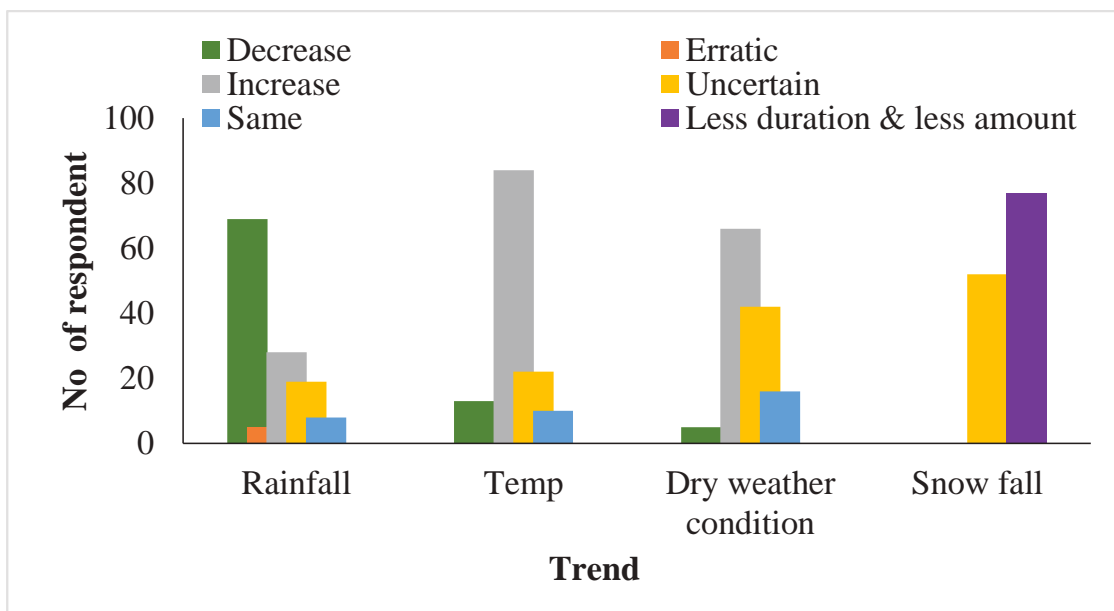 Decrease Erratic
Increase Uncertain
Same Less duration & less amount
100
80
60
40
20
0
No of respondent
Rainfall Temp Dry weather condition Snow fall
Trend